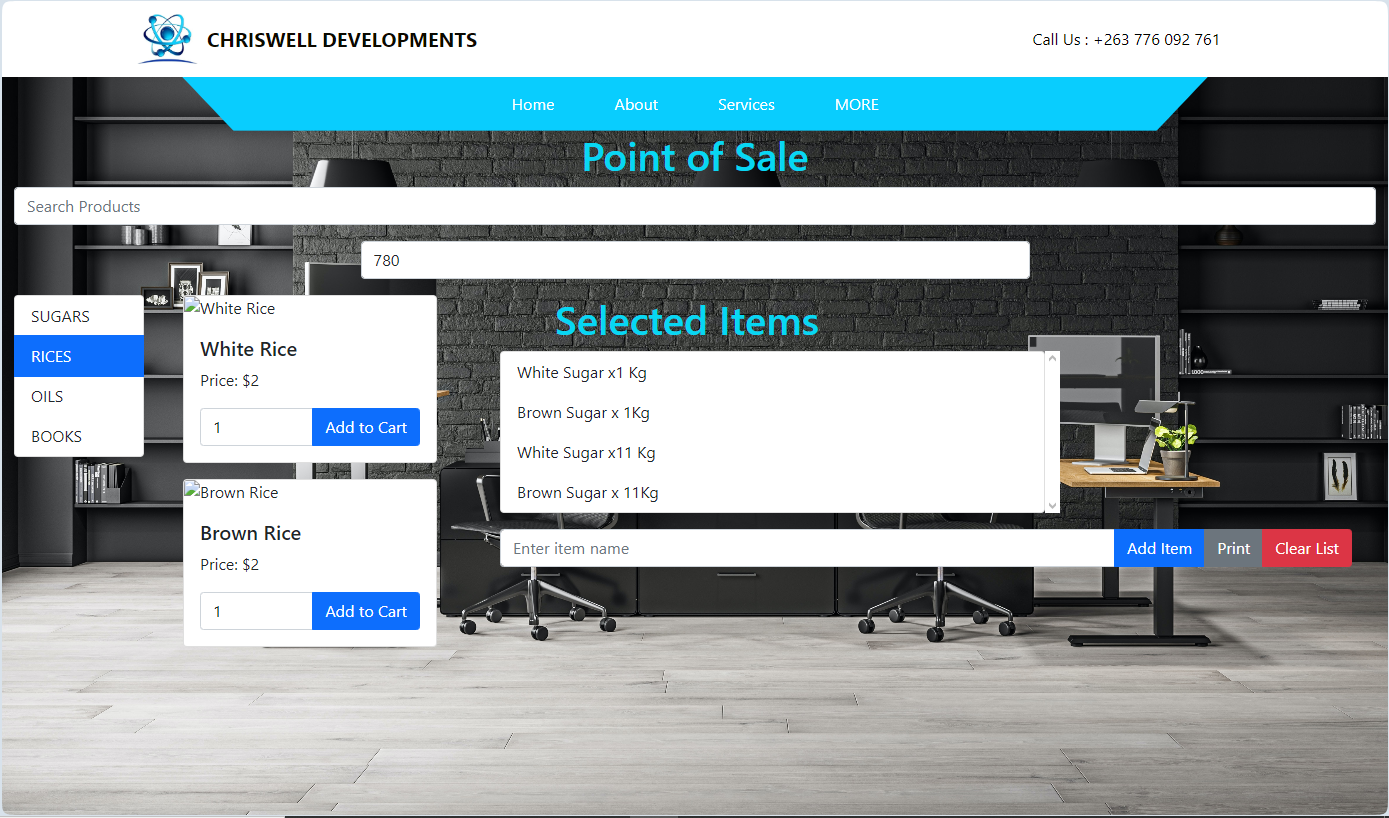 CHRISWELL DEVELOPMENTS
Call Us : +263 776 092 761
Home About Services MORE
Point of Sale
Search Products
780
SUGARS
RICES
OILS
BOOKS
White Rice
White Rice
Price: $2
1 Add to Cart
Brown Rice
Brown Rice
Price: $2
1 Add to Cart
Selected Items
White Sugar x1 Kg
Brown Sugar x 1Kg
White Sugar x11 Kg
Brown Sugar x 11Kg
Enter item name Add Item Print Clear List